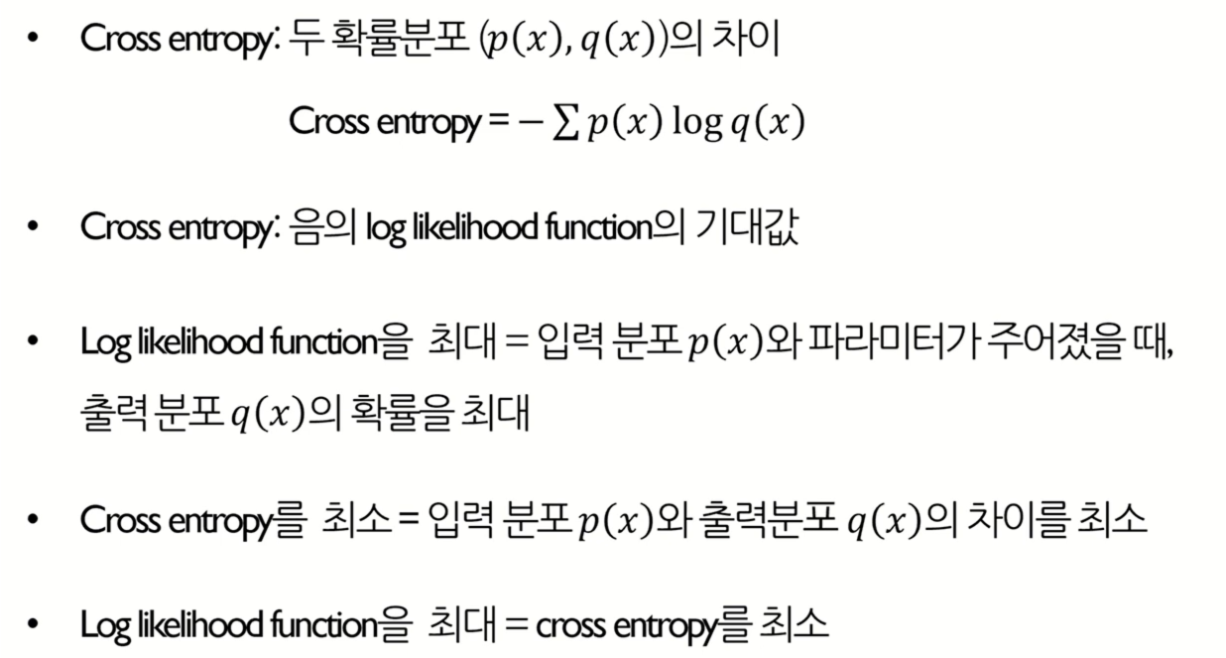 • Cross entropy: 두 확률분포 (p(x), q(x))의 차이
Cross entropy = − ∑ p(x) log q(x)
• Cross entropy: 음의 log likelihood function의 기대값
• Log likelihood function을 최대 = 입력 분포 p(x)와 파라미터가 주어졌을 때,
출력 분포 q(x)의 확률을 최대
• Cross entropy를 최소 = 입력 분포 p(x)와 출력분포 q(x)의 차이를 최소
• Log likelihood function을 최대 = cross entropy를 최소